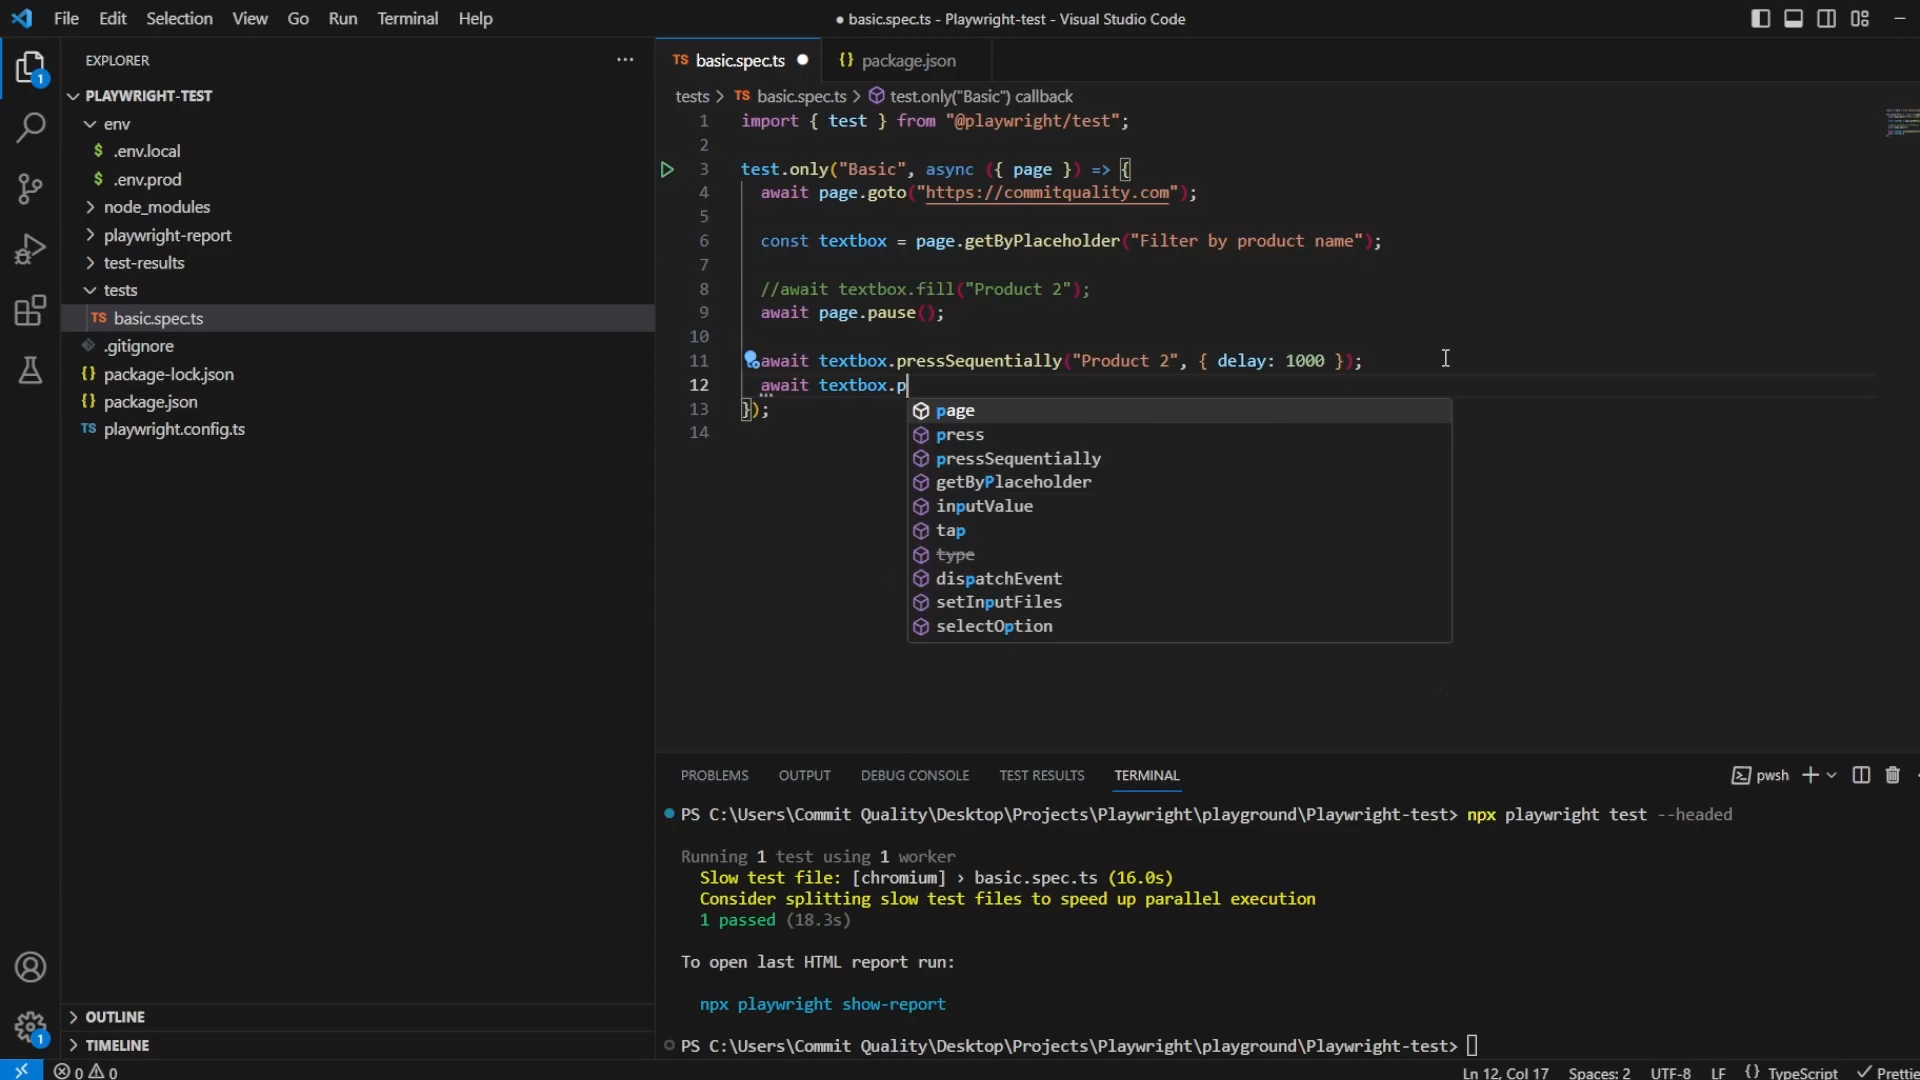 File Edit Selection View Go Run Terminal Help
● basic.spec.ts - Playwright-test - Visual Studio Code
EXPLORER
TS basic.spec.ts ●
{} package.json
1
PLAYWRIGHT-TEST
tests > TS basic.spec.ts > test.only("Basic") callback
env
$ .env.local
$ .env.prod
node_modules
playwright-report
test-results
tests
TS basic.spec.ts
.gitignore
{} package-lock.json
{} package.json
TS playwright.config.ts
1 import { test } from "@playwright/test";
2
3 test.only("Basic", async ({ page }) => {
4 await page.goto("https://commitquality.com");
5
6 const textbox = page.getByPlaceholder("Filter by product name");
7
8 //await textbox.fill("Product 2");
9 await page.pause();
10
11 await textbox.pressSequentially("Product 2", { delay: 1000 });
12 await textbox.p
13 });
14
page
press
pressSequentially
getByPlaceholder
inputValue
tap
type
dispatchEvent
setInputFiles
selectOption
PROBLEMS OUTPUT DEBUG CONSOLE TEST RESULTS TERMINAL
pwsh
PS C:\Users\Commit Quality\Desktop\Projects\Playwright\playground\Playwright-test> npx playwright test --headed
Running 1 test using 1 worker
Slow test file: [chromium] › basic.spec.ts (16.0s)
Consider splitting slow test files to speed up parallel execution
1 passed (18.3s)
To open last HTML report run:
npx playwright show-report
PS C:\Users\Commit Quality\Desktop\Projects\Playwright\playground\Playwright-test>
OUTLINE
1
TIMELINE
0 0
Ln 12, Col 17 Spaces: 2 UTF-8 LF {} TypeScript Prettie